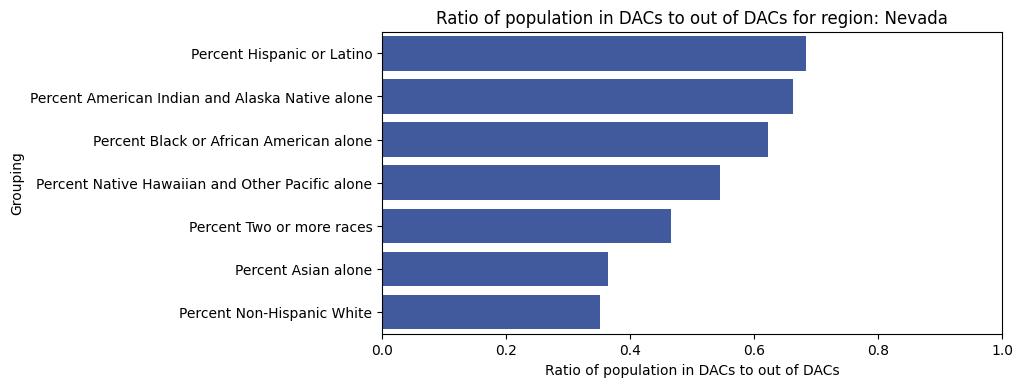 Ratio of population in DACs to out of DACs for region: Nevada
Grouping
Percent Hispanic or Latino
Percent American Indian and Alaska Native alone
Percent Black or African American alone
Percent Native Hawaiian and Other Pacific alone
Percent Two or more races
Percent Asian alone
Percent Non-Hispanic White
0.0 0.2 0.4 0.6 0.8 1.0
Ratio of population in DACs to out of DACs